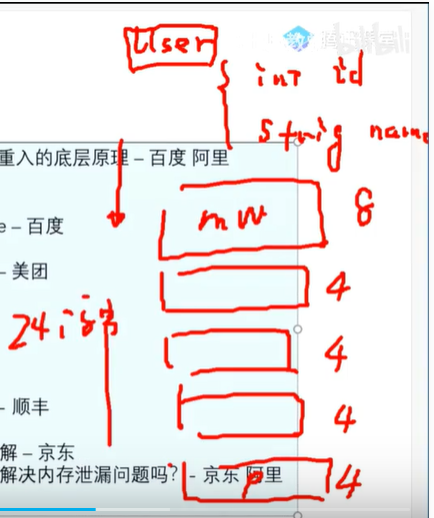 User
bilibili
int id
String name
重入的底层原理 – 百度 阿里
mw 8
e – 百度
– 美团
4
24字节
4
– 顺丰
4
解 – 京东
解决内存泄漏问题吗？ – 京东 阿里
P 4